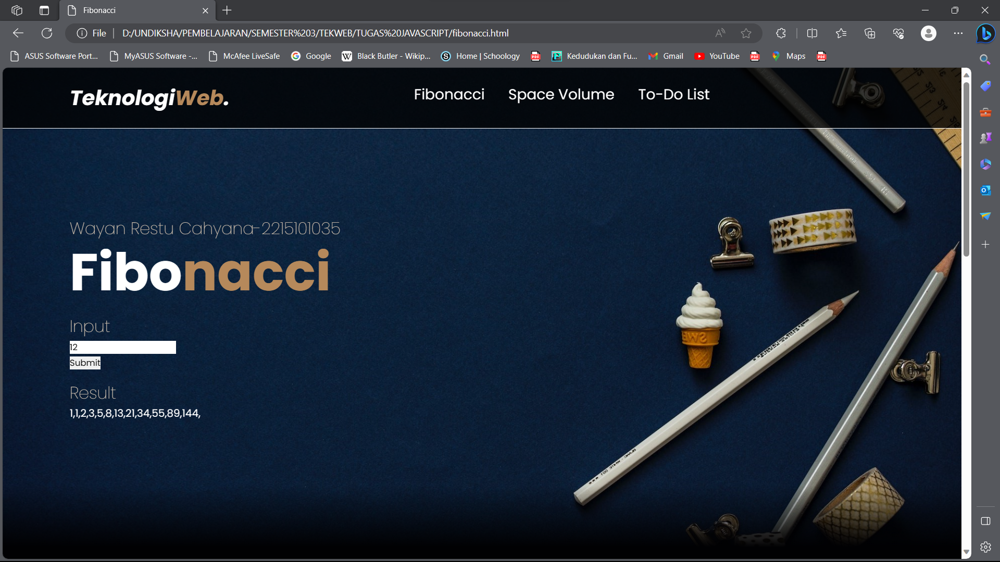 Fibonacci
File
D:/UNDIKSHA/PEMBELAJARAN/SEMESTER%203/TEKWEB/TUGAS%20JAVASCRIPT/fibonacci.html
ASUS Software Port...
MyASUS Software -...
McAfee LiveSafe
Google
Black Butler - Wikip...
Home | Schoology
Kedudukan dan Fu...
Gmail
YouTube
Maps
TeknologiWeb.
Fibonacci
Space Volume
To-Do List
Wayan Restu Cahyana-2215101035
Fibonacci
Input
12
Submit
Result
1,1,2,3,5,8,13,21,34,55,89,144,